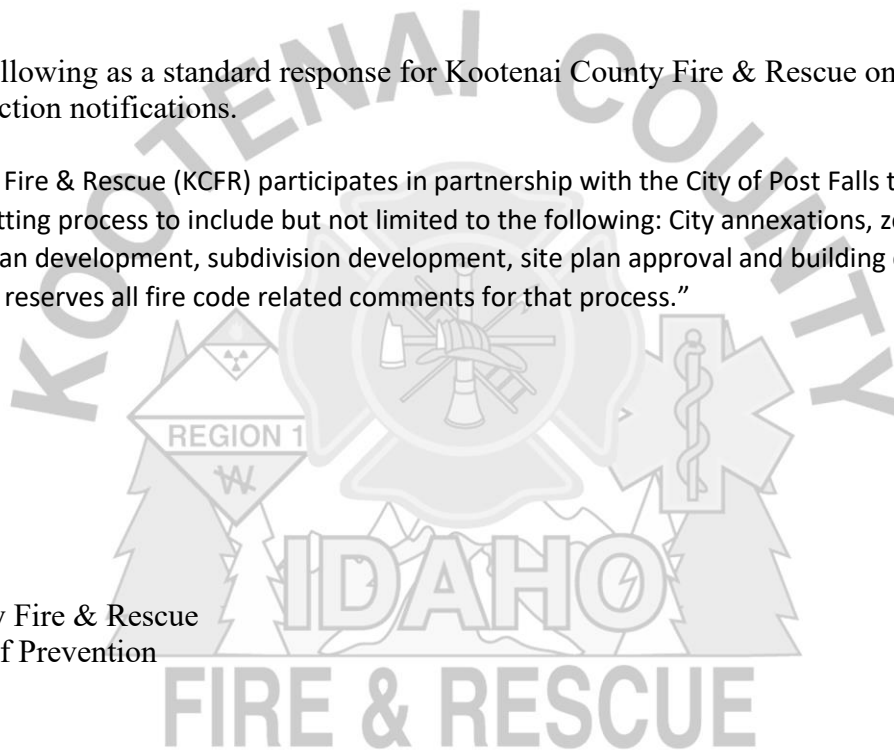 llowing as a standard response for Kootenai County Fire & Rescue on
ction notifications.
Fire & Rescue (KCFR) participates in partnership with the City of Post Falls t
tting process to include but not limited to the following: City annexations, z
an development, subdivision development, site plan approval and building
reserves all fire code related comments for that process.”
KOOTENAI COUNTY
REGION 1
W
IDAHO
y Fire & Rescue
f Prevention
FIRE & RESCUE